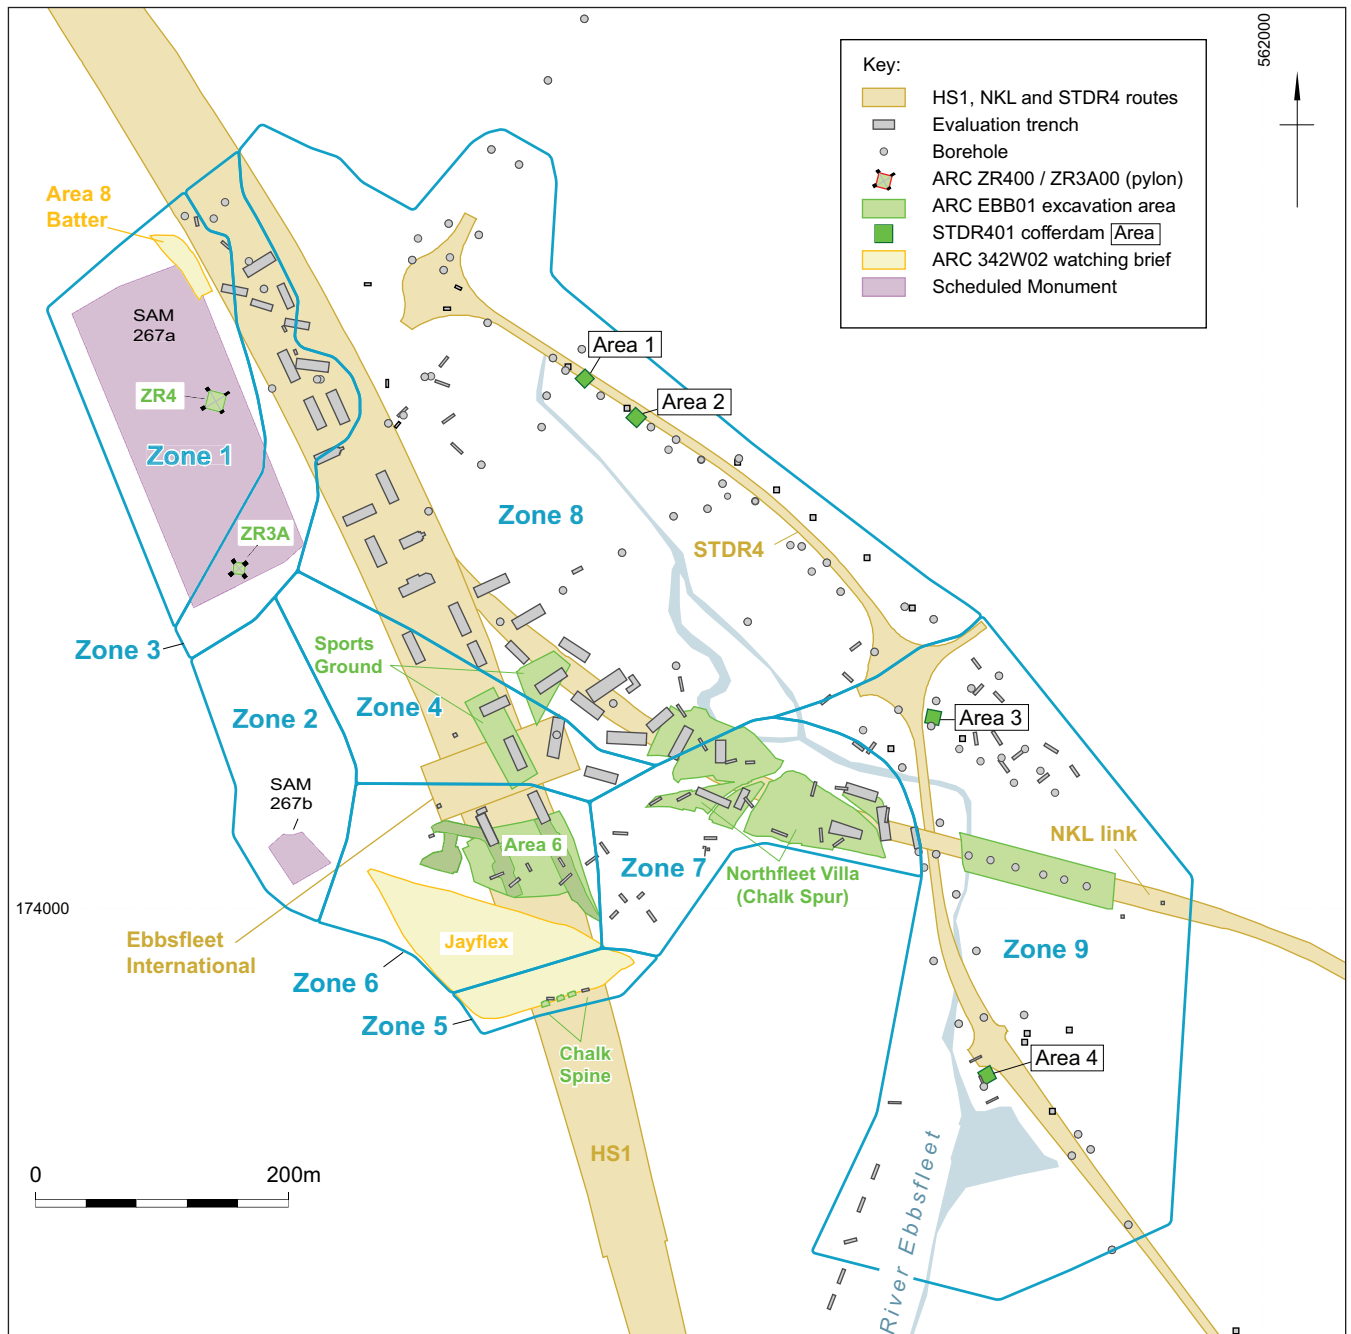 562000
Key:
HS1, NKL and STDR4 routes
Evaluation trench
Borehole
ARC ZR400 / ZR3A00 (pylon)
ARC EBB01 excavation area
STDR401 cofferdam Area
ARC 342W02 watching brief
Scheduled Monument
Area 8
Batter
SAM
267a
Area 1
ZR4
Area 2
Zone 1
Zone 8
ZR3A
STDR4
Sports
Ground
Zone 3
Zone 4
Zone 2
Area 3
SAM
267b
NKL link
Area 6
Zone 7
Northfleet Villa
(Chalk Spur)
174000
Ebbsfleet
International
Jayflex
Zone 9
Zone 6
Zone 5
Chalk
Spine
Area 4
HS1
0 200m
River Ebbsfleet